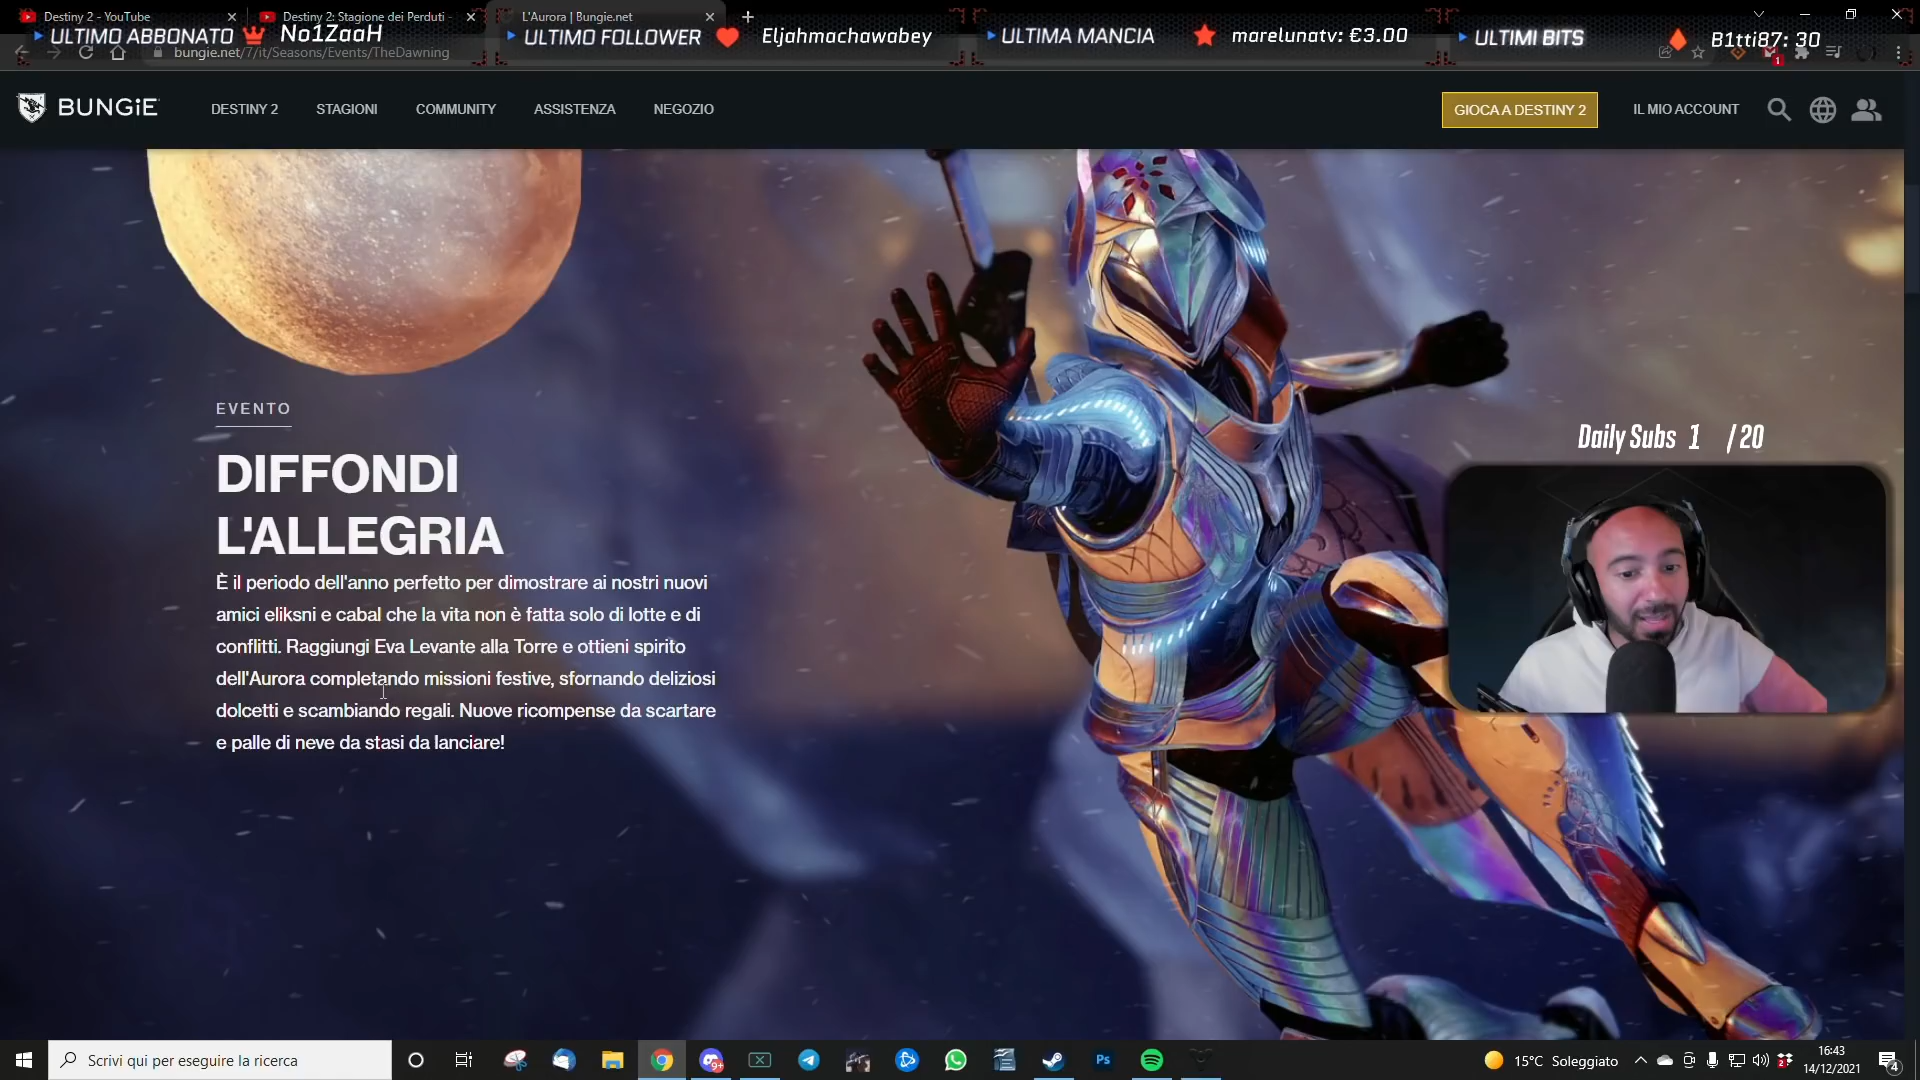 Destiny 2 - YouTube
Destiny 2: Stagione dei Perduti -
L'Aurora | Bungie.net
ULTIMO ABBONATO No1ZaaH
ULTIMO FOLLOWER Eljahmachawabey
ULTIMA MANCIA marelunatv: €3.00
ULTIMI BITS B1tti87: 30
bungie.net/7/it/Seasons/Events/TheDawning
1
BUNGiE
DESTINY 2
STAGIONI
COMMUNITY
ASSISTENZA
NEGOZIO
GIOCA A DESTINY 2
IL MIO ACCOUNT
EVENTO
DIFFONDI
L'ALLEGRIA
È il periodo dell'anno perfetto per dimostrare ai nostri nuovi
amici eliksni e cabal che la vita non è fatta solo di lotte e di
conflitti. Raggiungi Eva Levante alla Torre e ottieni spirito
dell'Aurora completando missioni festive, sfornando deliziosi
dolcetti e scambiando regali. Nuove ricompense da scartare
e palle di neve da stasi da lanciare!
Daily Subs 1 /20
Scrivi qui per eseguire la ricerca
9+
Ps
15°C Soleggiato
16:43
14/12/2021
4